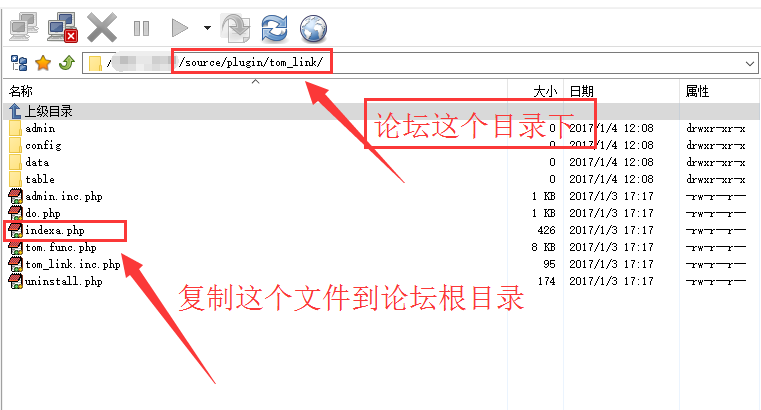 /source/plugin/tom_link/
名称 大小 日期 属性
上级目录
论坛这个目录下
admin 0 2017/1/4 12:08 drwxr-xr-x
config 0 2017/1/4 12:08 drwxr-xr-x
data 0 2017/1/4 12:08 drwxr-xr-x
table 0 2017/1/4 12:08 drwxr-xr-x
admin.inc.php 1 KB 2017/1/3 17:17 -rw-r--r--
do.php 1 KB 2017/1/3 17:17 -rw-r--r--
indexa.php 426 2017/1/3 17:17 -rw-r--r--
tom.func.php 8 KB 2017/1/3 17:17 -rw-r--r--
tom_link.inc.php 95 2017/1/3 17:17 -rw-r--r--
uninstall.php 174 2017/1/3 17:17 -rw-r--r--
复制这个文件到论坛根目录